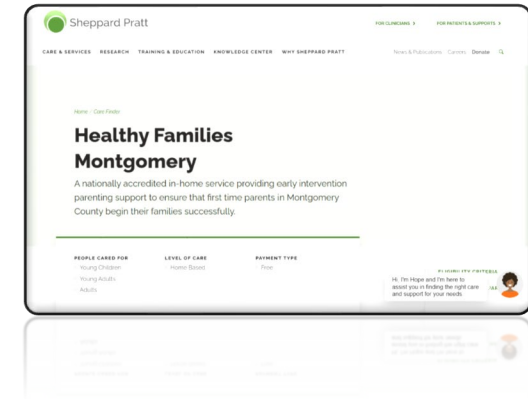 Sheppard Pratt
FOR CLINICIANS FOR PATIENTS & SUPPORTS
CARE & SERVICES RESEARCH TRAINING & EDUCATION KNOWLEDGE CENTER WHY SHEPPARD PRATT News & Publications Careers Donate
Home / Care Finder
Healthy Families
Montgomery
A nationally accredited in-home service providing early intervention
parenting support to ensure that first time parents in Montgomery
County begin their families successfully.
PEOPLE CARED FOR LEVEL OF CARE PAYMENT TYPE
Young Children Home Based Free
Young Adults
Adults
ELIGIBILITY CRITERIA
Hi, I'm Hope and I'm here to
assist you in finding the right care
and support for your needs